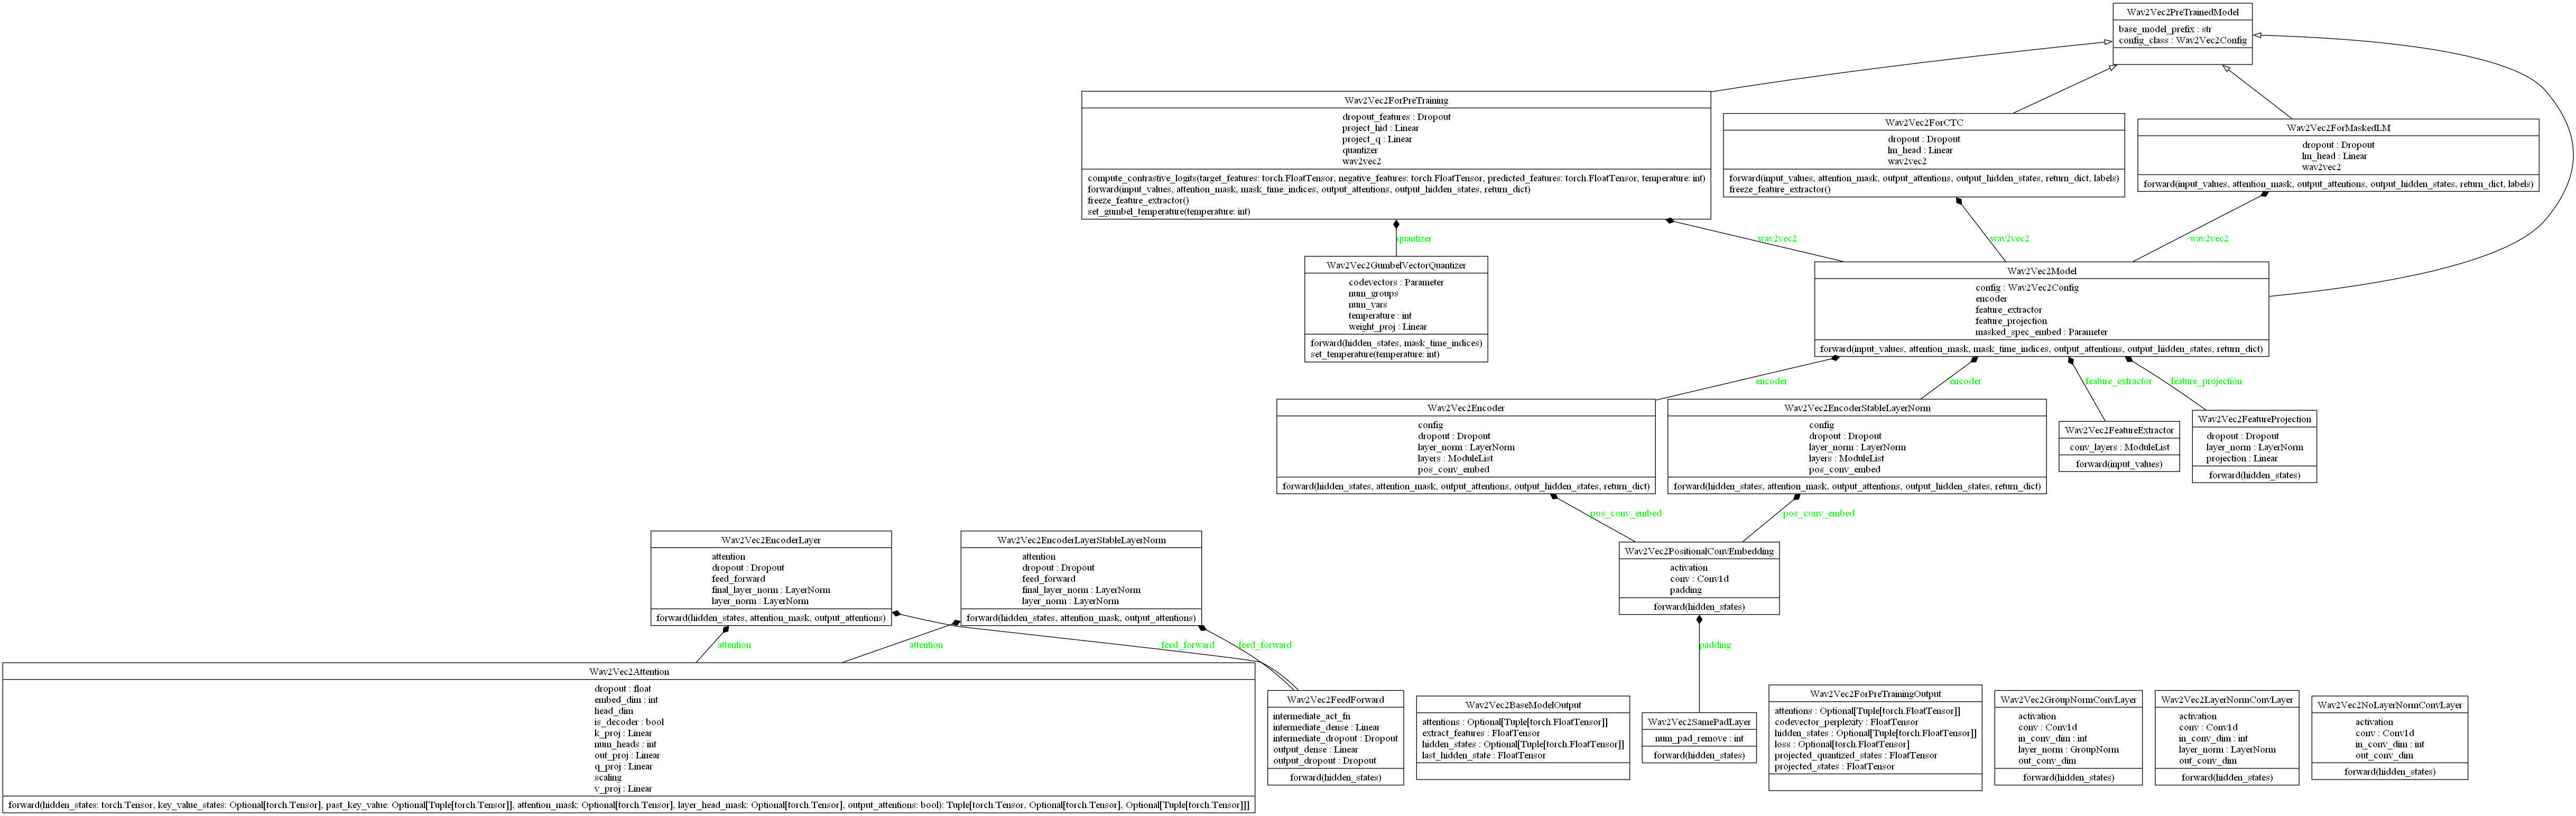 Wav2Vec2PreTrainedModel
base_model_prefix : str
config_class : Wav2Vec2Config
Wav2Vec2ForPreTraining
dropout_features : Dropout
project_hid : Linear
project_q : Linear
quantizer
wav2vec2
compute_contrastive_logits(target_features: torch.FloatTensor, negative_features: torch.FloatTensor, predicted_features: torch.FloatTensor, temperature: int)
forward(input_values, attention_mask, mask_time_indices, output_attentions, output_hidden_states, return_dict)
freeze_feature_extractor()
set_gumbel_temperature(temperature: int)
Wav2Vec2ForCTC
dropout : Dropout
lm_head : Linear
wav2vec2
forward(input_values, attention_mask, output_attentions, output_hidden_states, return_dict, labels)
freeze_feature_extractor()
Wav2Vec2ForMaskedLM
dropout : Dropout
lm_head : Linear
wav2vec2
forward(input_values, attention_mask, output_attentions, output_hidden_states, return_dict, labels)
quantizer
wav2vec2
wav2vec2
wav2vec2
Wav2Vec2GumbelVectorQuantizer
codevectors : Parameter
num_groups
num_vars
temperature : int
weight_proj : Linear
forward(hidden_states, mask_time_indices)
set_temperature(temperature: int)
Wav2Vec2Model
config : Wav2Vec2Config
encoder
feature_extractor
feature_projection
masked_spec_embed : Parameter
forward(input_values, attention_mask, mask_time_indices, output_attentions, output_hidden_states, return_dict)
encoder
encoder
feature_extractor
feature_projection
Wav2Vec2Encoder
config
dropout : Dropout
layer_norm : LayerNorm
layers : ModuleList
pos_conv_embed
forward(hidden_states, attention_mask, output_attentions, output_hidden_states, return_dict)
Wav2Vec2EncoderStableLayerNorm
config
dropout : Dropout
layer_norm : LayerNorm
layers : ModuleList
pos_conv_embed
forward(hidden_states, attention_mask, output_attentions, output_hidden_states, return_dict)
Wav2Vec2FeatureExtractor
conv_layers : ModuleList
forward(input_values)
Wav2Vec2FeatureProjection
dropout : Dropout
layer_norm : LayerNorm
projection : Linear
forward(hidden_states)
pos_conv_embed
pos_conv_embed
Wav2Vec2EncoderLayer
attention
dropout : Dropout
feed_forward
final_layer_norm : LayerNorm
layer_norm : LayerNorm
forward(hidden_states, attention_mask, output_attentions)
Wav2Vec2EncoderLayerStableLayerNorm
attention
dropout : Dropout
feed_forward
final_layer_norm : LayerNorm
layer_norm : LayerNorm
forward(hidden_states, attention_mask, output_attentions)
Wav2Vec2PositionalConvEmbedding
activation
conv : Conv1d
padding
forward(hidden_states)
attention
attention
feed_forward
feed_forward
padding
Wav2Vec2Attention
dropout : float
embed_dim : int
head_dim
is_decoder : bool
k_proj : Linear
num_heads : int
out_proj : Linear
q_proj : Linear
scaling
v_proj : Linear
forward(hidden_states: torch.Tensor, key_value_states: Optional[torch.Tensor], past_key_value: Optional[Tuple[torch.Tensor]], attention_mask: Optional[torch.Tensor], layer_head_mask: Optional[torch.Tensor], output_attentions: bool): Tuple[torch.Tensor, Optional[torch.Tensor], Optional[Tuple[torch.Tensor]]]
Wav2Vec2FeedForward
intermediate_act_fn
intermediate_dense : Linear
intermediate_dropout : Dropout
output_dense : Linear
output_dropout : Dropout
forward(hidden_states)
Wav2Vec2BaseModelOutput
attentions : Optional[Tuple[torch.FloatTensor]]
extract_features : FloatTensor
hidden_states : Optional[Tuple[torch.FloatTensor]]
last_hidden_state : FloatTensor
Wav2Vec2SamePadLayer
num_pad_remove : int
forward(hidden_states)
Wav2Vec2ForPreTrainingOutput
attentions : Optional[Tuple[torch.FloatTensor]]
codevector_perplexity : FloatTensor
hidden_states : Optional[Tuple[torch.FloatTensor]]
loss : Optional[torch.FloatTensor]
projected_quantized_states : FloatTensor
projected_states : FloatTensor
Wav2Vec2GroupNormConvLayer
activation
conv : Conv1d
in_conv_dim : int
layer_norm : GroupNorm
out_conv_dim
forward(hidden_states)
Wav2Vec2LayerNormConvLayer
activation
conv : Conv1d
in_conv_dim : int
layer_norm : LayerNorm
out_conv_dim
forward(hidden_states)
Wav2Vec2NoLayerNormConvLayer
activation
conv : Conv1d
in_conv_dim : int
out_conv_dim
forward(hidden_states)